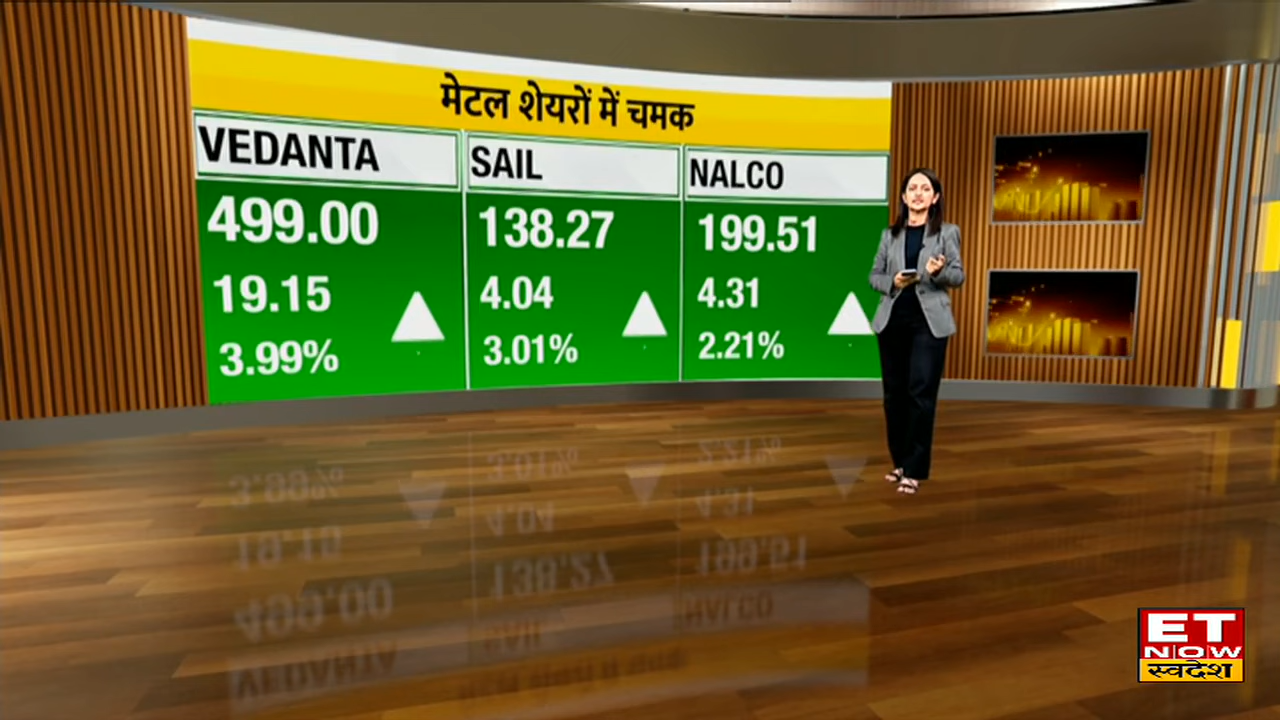 मेटल शेयरों में चमक
VEDANTA
499.00
19.15
3.99%
SAIL
138.27
4.04
3.01%
NALCO
199.51
4.31
2.21%
ET
NOW
स्वदेश